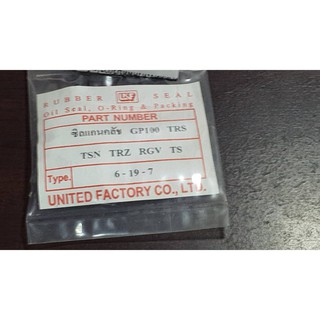 RUBBER SEAL
Oil Seal, O-Ring & Packing
PART NUMBER
ซิลแกนคลัช GP100 TRS
TSN TRZ RGV TS
Type. 6-19-7
UNITED FACTORY CO., LTD.